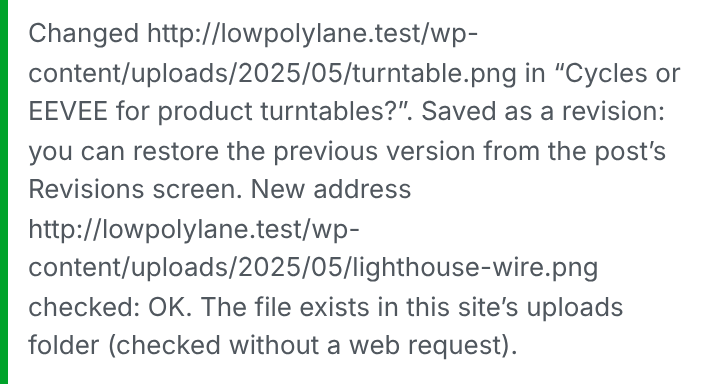 Changed http://lowpolylane.test/wp-
content/uploads/2025/05/turntable.png in “Cycles or
EEVEE for product turntables?”. Saved as a revision:
you can restore the previous version from the post’s
Revisions screen. New address
http://lowpolylane.test/wp-
content/uploads/2025/05/lighthouse-wire.png
checked: OK. The file exists in this site’s uploads
folder (checked without a web request).